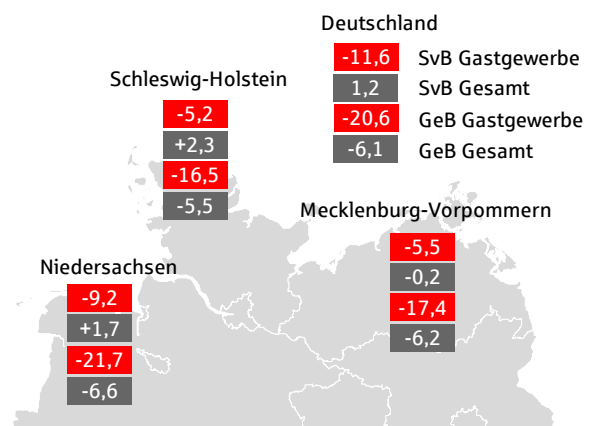 Deutschland
-11,6 SvB Gastgewerbe
1,2 SvB Gesamt
-20,6 GeB Gastgewerbe
-6,1 GeB Gesamt
Schleswig-Holstein
-5,2
+2,3
-16,5
-5,5
Mecklenburg-Vorpommern
-5,5
-0,2
-17,4
-6,2
Niedersachsen
-9,2
+1,7
-21,7
-6,6